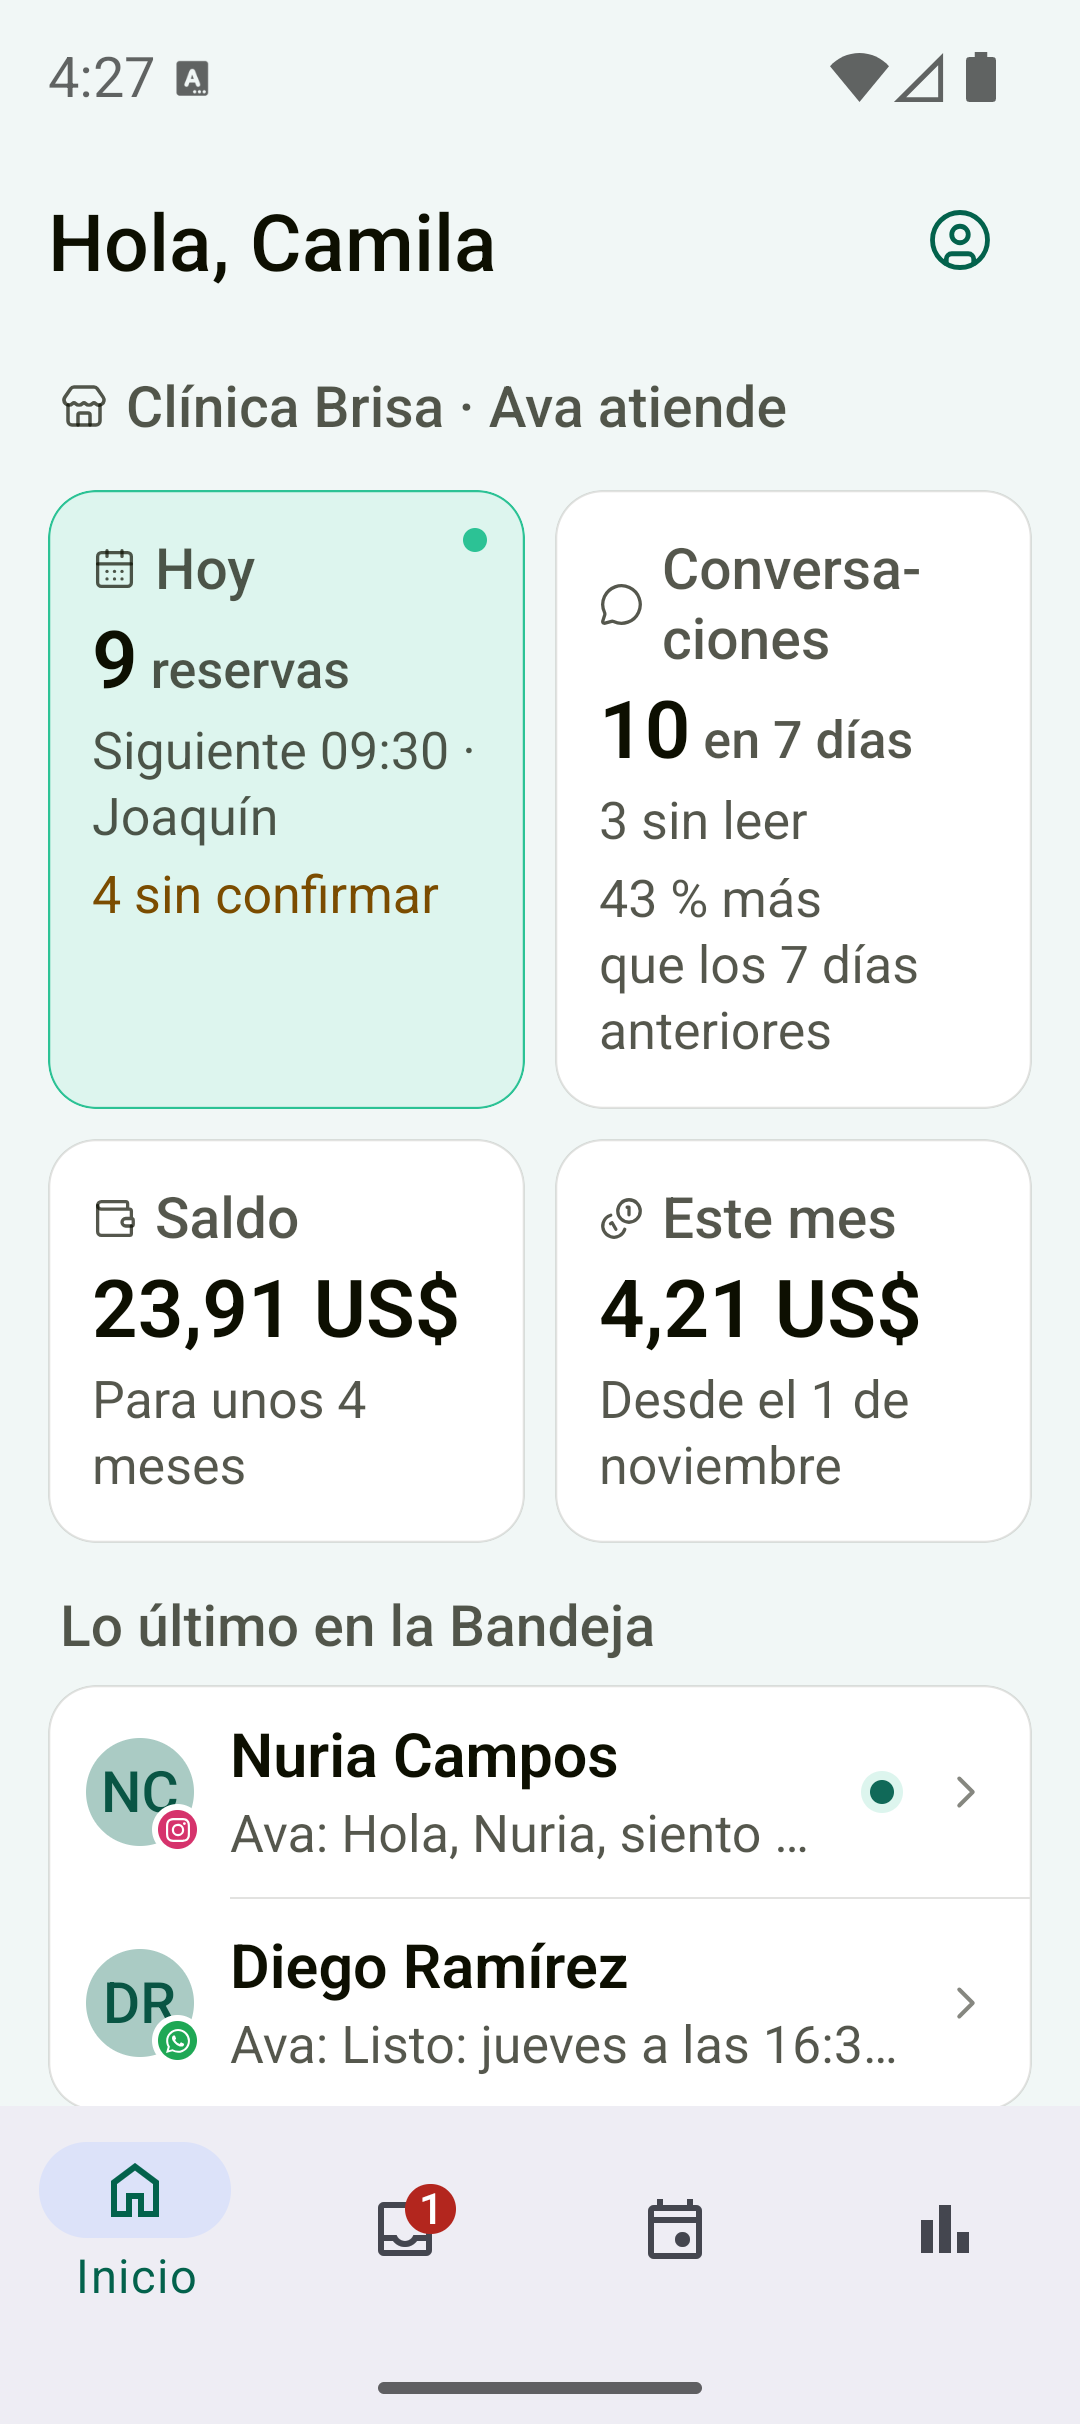 4:27
Hola, Camila
Clínica Brisa · Ava atiende
Hoy
9 reservas
Siguiente 09:30 ·
Joaquín
4 sin confirmar
Conversa-
ciones
10 en 7 días
3 sin leer
43 % más
que los 7 días
anteriores
Saldo
23,91 US$
Para unos 4
meses
Este mes
4,21 US$
Desde el 1 de
noviembre
Lo último en la Bandeja
NC
Nuria Campos
Ava: Hola, Nuria, siento …
DR
Diego Ramírez
Ava: Listo: jueves a las 16:3…
1
Inicio